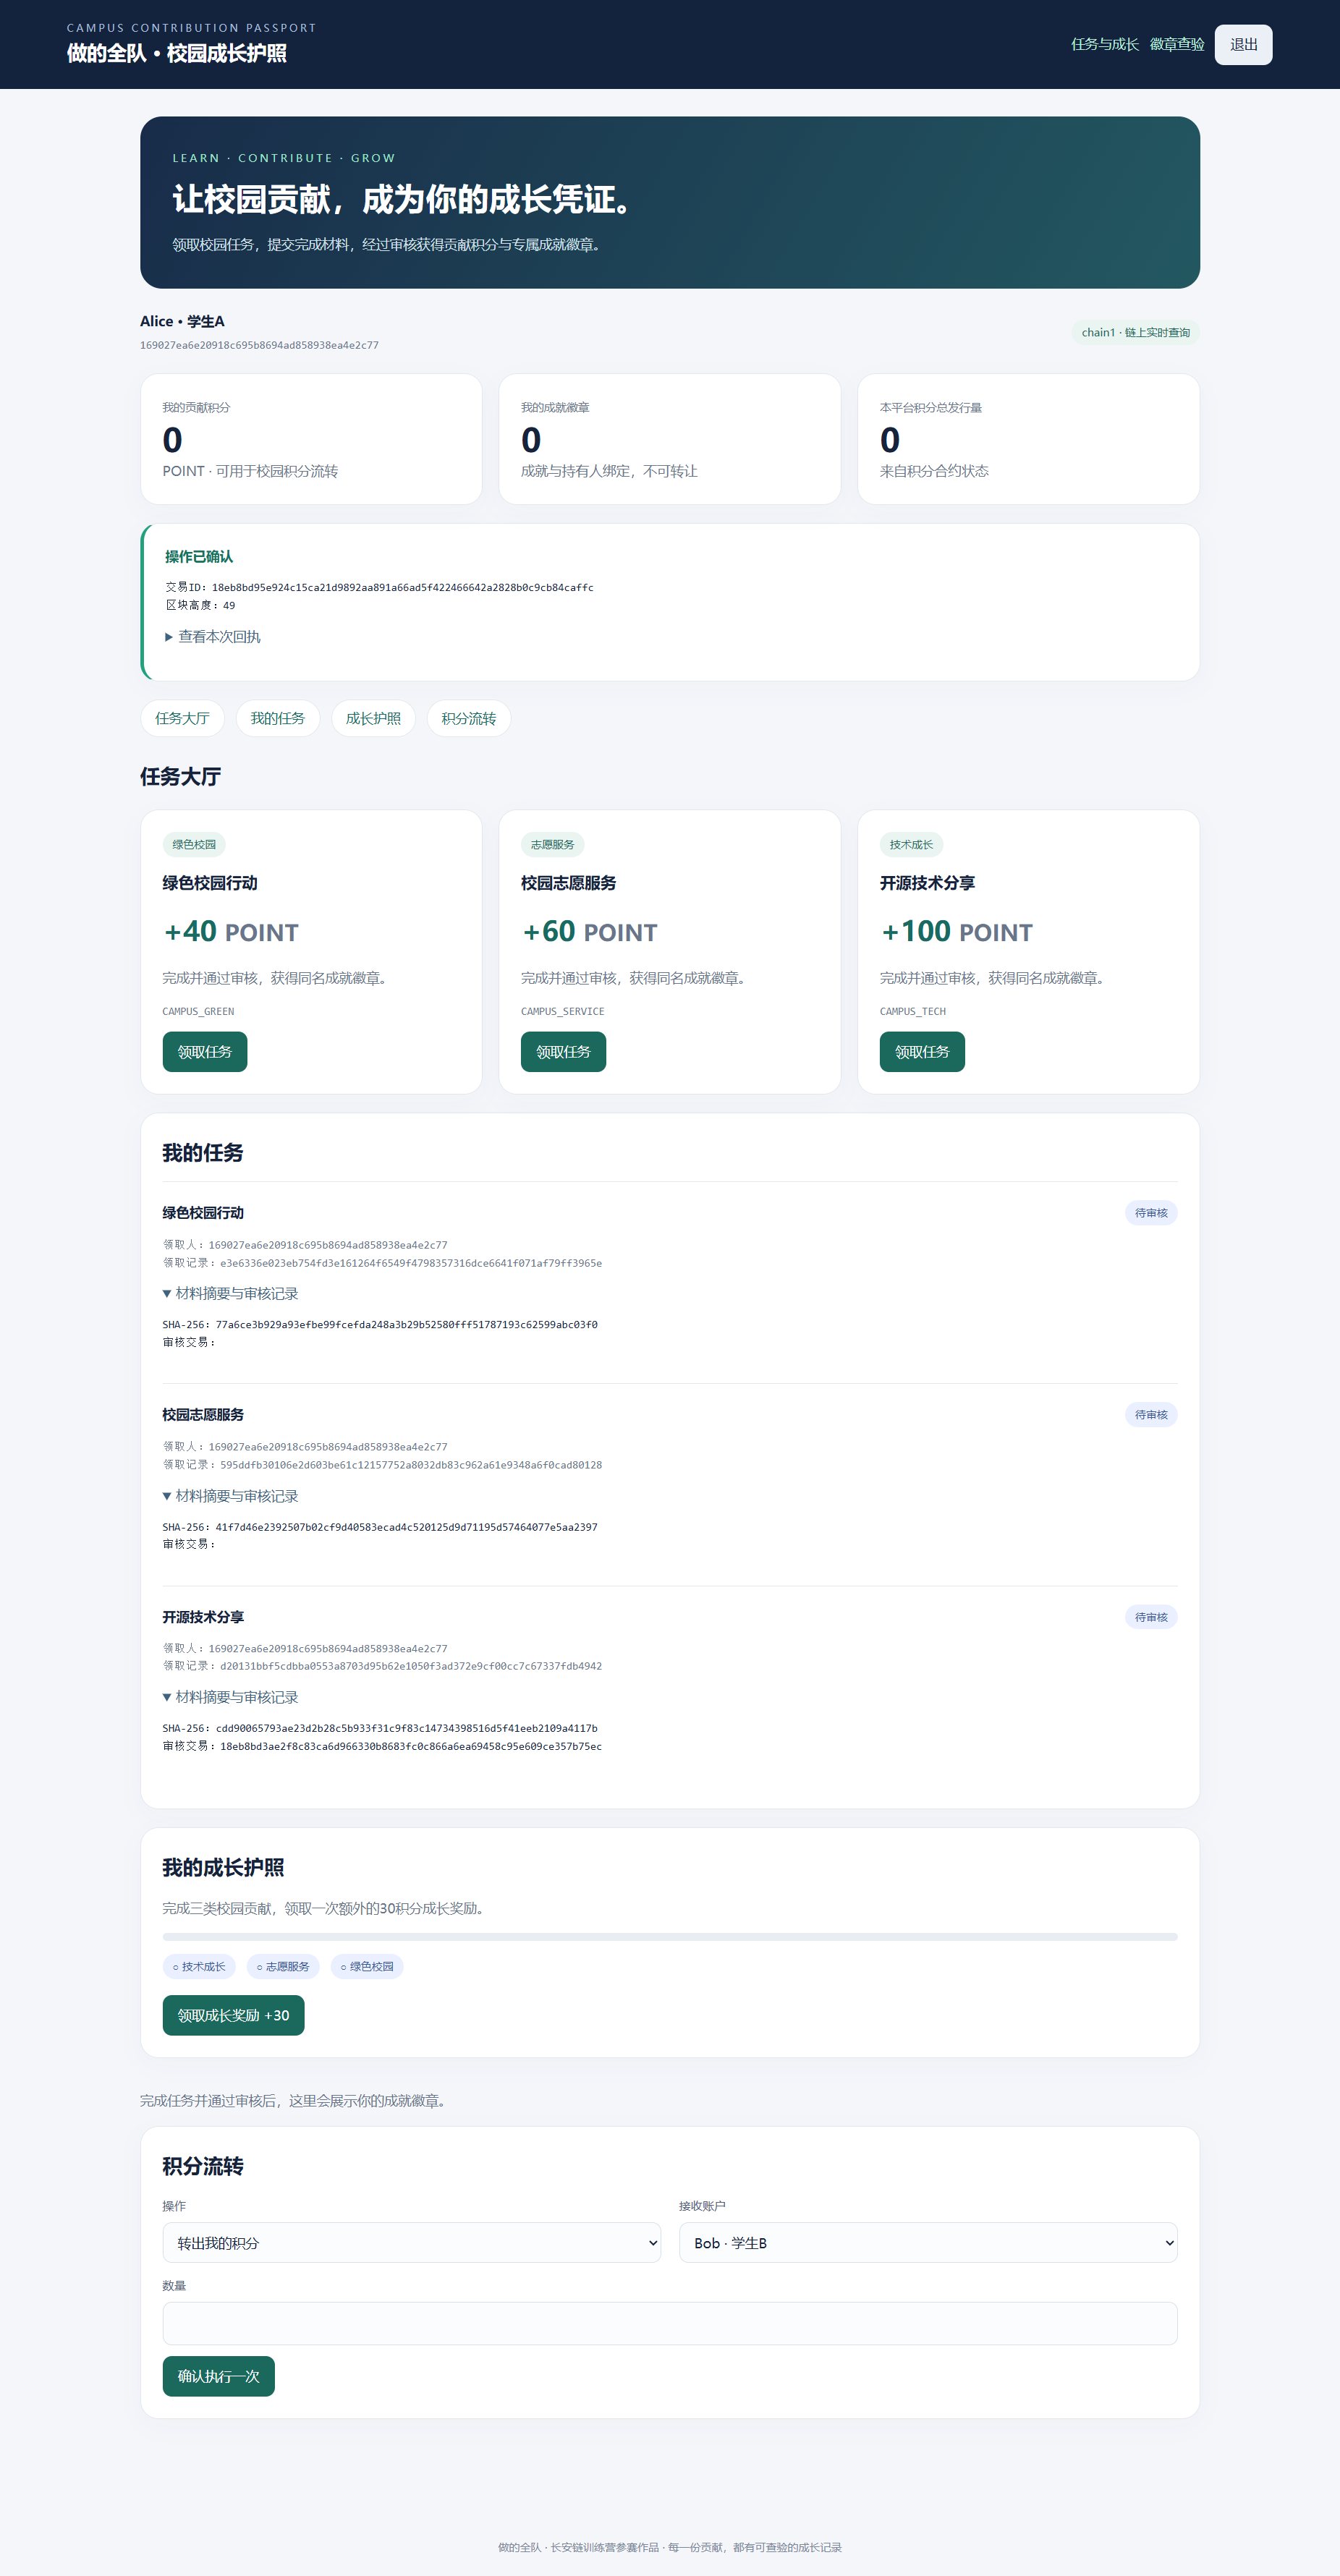 CAMPUS CONTRIBUTION PASSPORT
做的全队 • 校园成长护照
任务与成长 徽章查验 退出
LEARN · CONTRIBUTE · GROW
让校园贡献，成为你的成长凭证。
领取校园任务，提交完成材料，经过审核获得贡献积分与专属成就徽章。
Alice • 学生A
169027ea6e20918c695b8694ad858938ea4e2c77
chain1 · 链上实时查询
我的贡献积分
0
POINT · 可用于校园积分流转
我的成就徽章
0
成就与持有人绑定，不可转让
本平台积分总发行量
0
来自积分合约状态
操作已确认
交易ID: 18eb8bd95e924c15ca21d9892aa891a66ad5f422466642a2828b0c9cb84caffc
区块高度: 49
▶ 查看本次回执
任务大厅 我的任务 成长护照 积分流转
任务大厅
绿色校园
绿色校园行动
+40 POINT
完成并通过审核，获得同名成就徽章。
CAMPUS_GREEN
领取任务
志愿服务
校园志愿服务
+60 POINT
完成并通过审核，获得同名成就徽章。
CAMPUS_SERVICE
领取任务
技术成长
开源技术分享
+100 POINT
完成并通过审核，获得同名成就徽章。
CAMPUS_TECH
领取任务
我的任务
绿色校园行动 待审核
领取人: 169027ea6e20918c695b8694ad858938ea4e2c77
领取记录: e3e6336e023eb754fd3e161264f6549f4798357316dce6641f071af79ff3965e
▼ 材料摘要与审核记录
SHA-256: 77a6ce3b929a93efbe99fcefda248a3b29b52580fff51787193c62599abc03f0
审核交易:
校园志愿服务 待审核
领取人: 169027ea6e20918c695b8694ad858938ea4e2c77
领取记录: 595ddfb30106e2d603be61c12157752a8032db83c962a61e9348a6f0cad80128
▼ 材料摘要与审核记录
SHA-256: 41f7d46e2392507b02cf9d40583ecad4c520125d9d71195d57464077e5aa2397
审核交易:
开源技术分享 待审核
领取人: 169027ea6e20918c695b8694ad858938ea4e2c77
领取记录: d20131bbf5cdbba0553a8703d95b62e1050f3ad372e9cf00cc7c67337fdb4942
▼ 材料摘要与审核记录
SHA-256: cdd90065793ae23d2b28c5b933f31c9f83c14734398516d5f41eeb2109a4117b
审核交易: 18eb8bd3ae2f8c83ca6d966330b8683fc0c866a6ea69458c95e609ce357b75ec
我的成长护照
完成三类校园贡献，领取一次额外的30积分成长奖励。
○ 技术成长 ○ 志愿服务 ○ 绿色校园
领取成长奖励 +30
完成任务并通过审核后，这里会展示你的成就徽章。
积分流转
操作 接收账户
转出我的积分 Bob · 学生B
数量
确认执行一次
做的全队 · 长安链训练营参赛作品 · 每一份贡献，都有可查验的成长记录